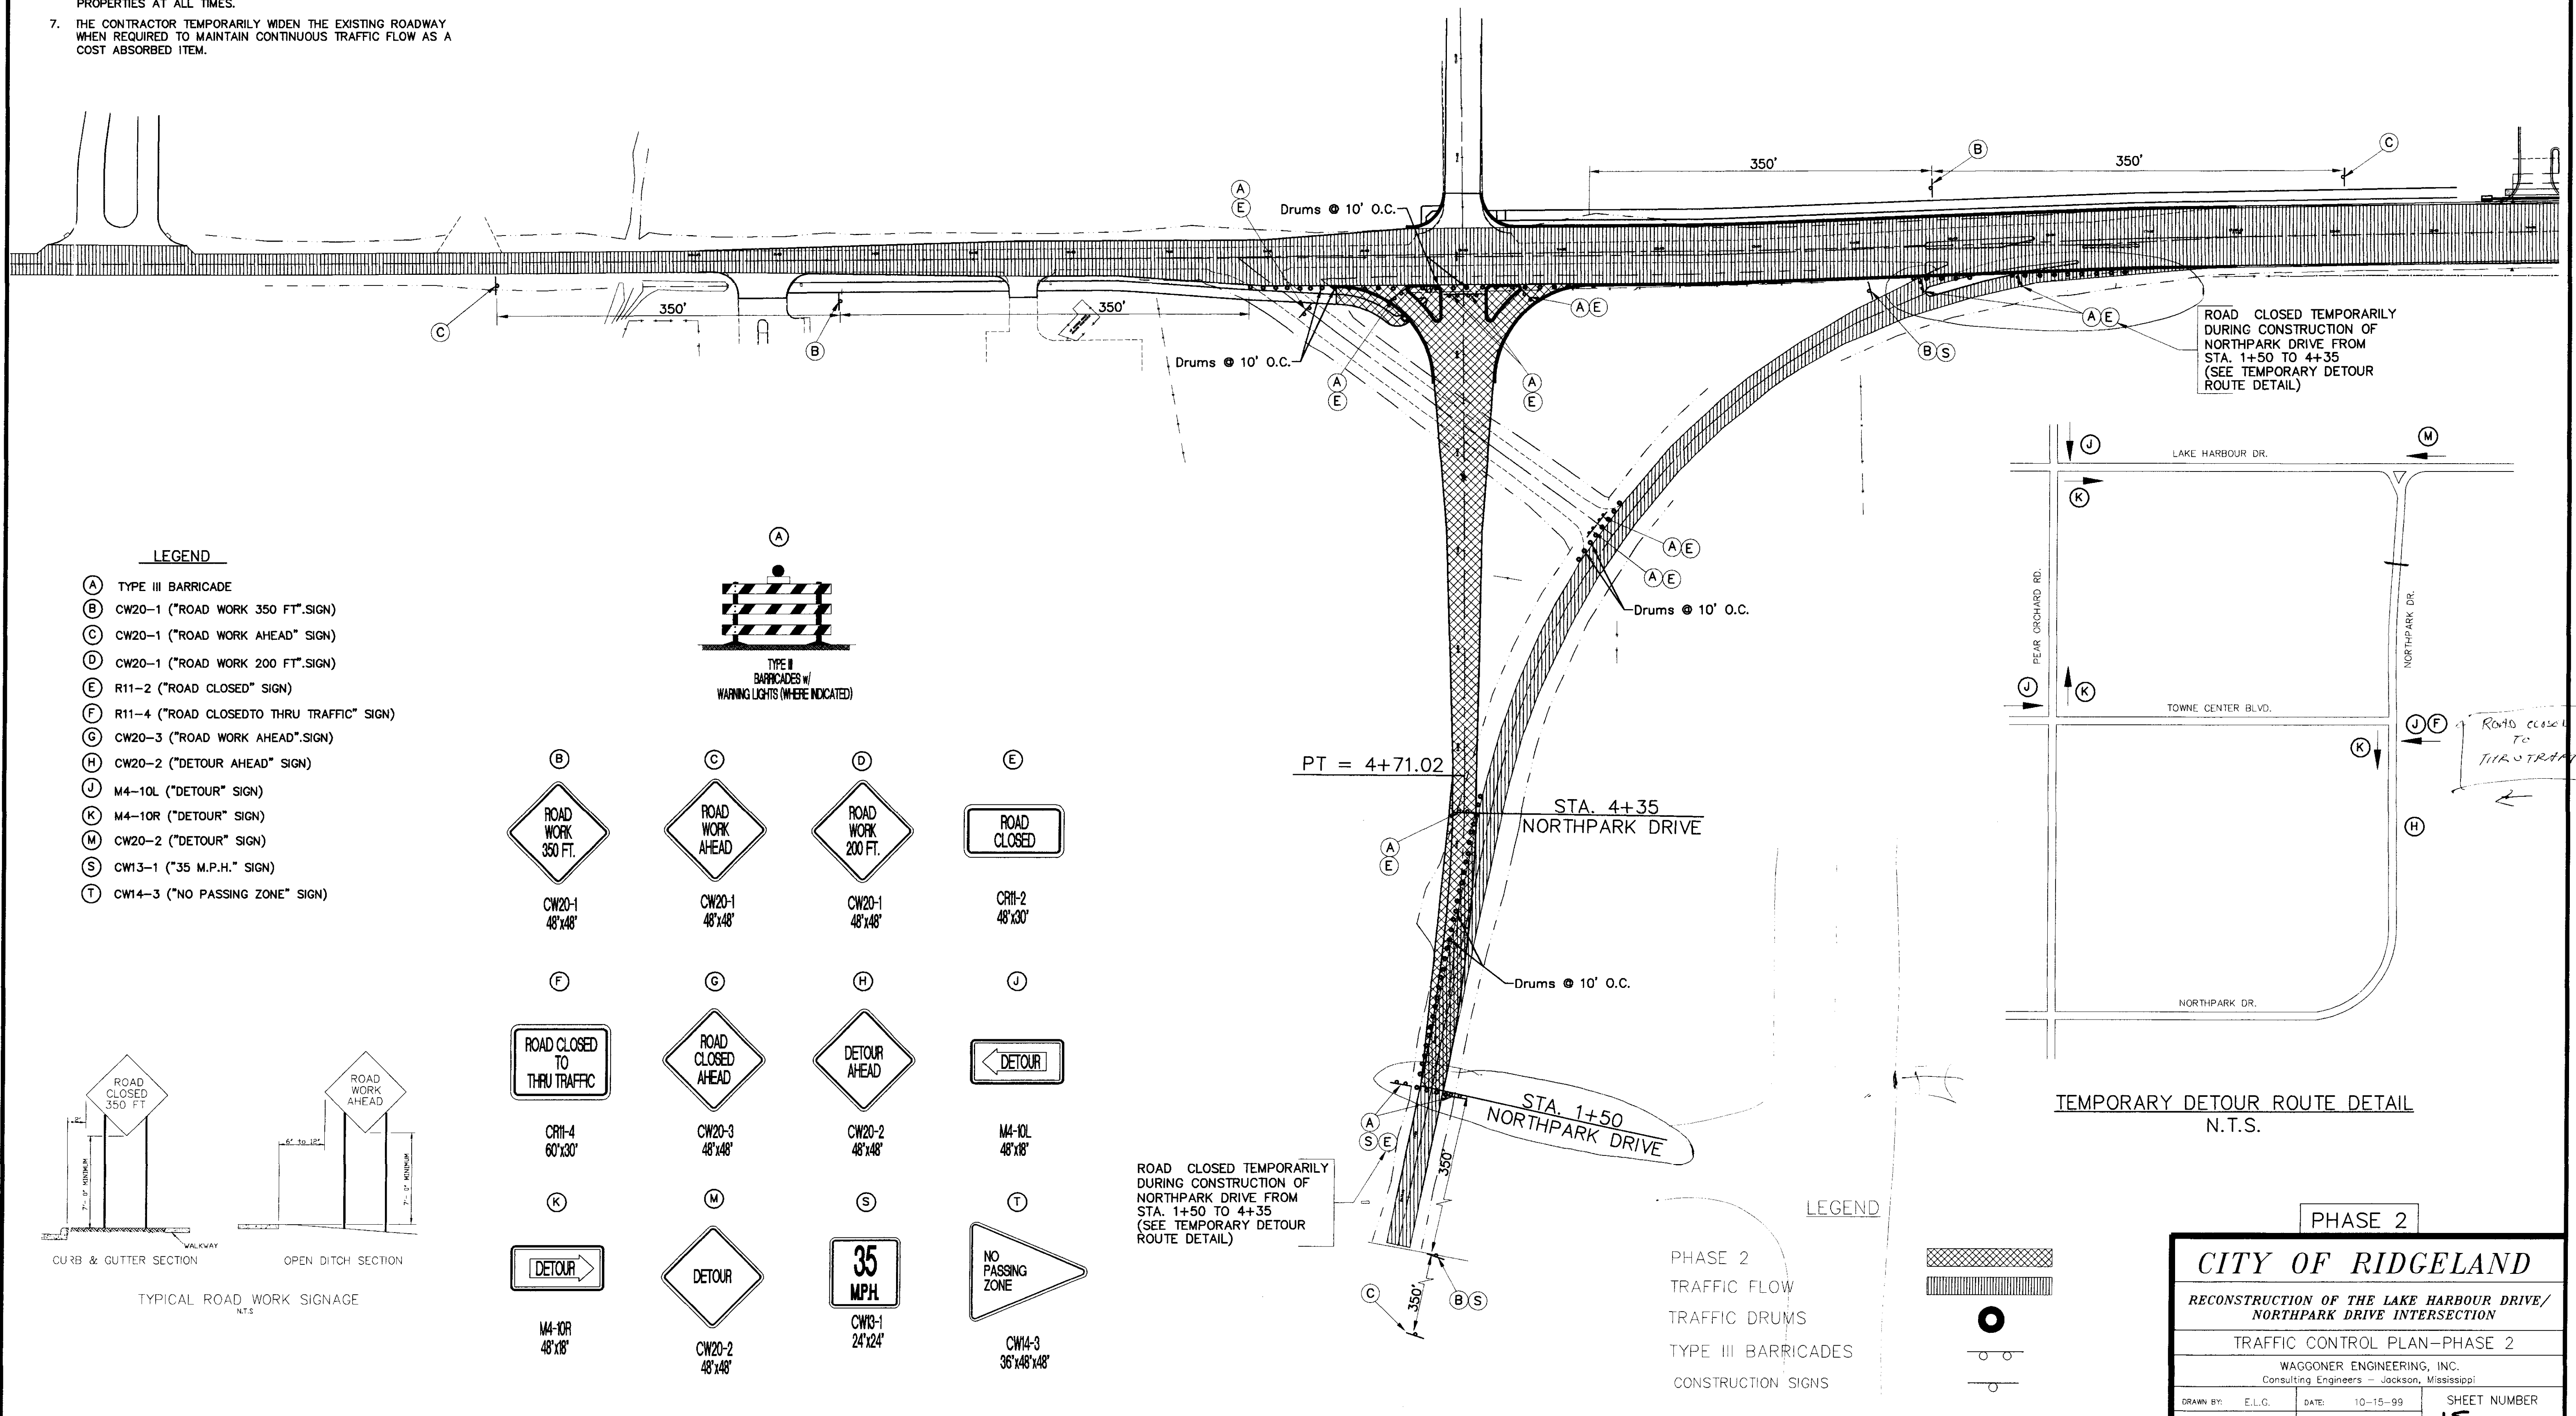 PROPERTIES AT ALL TIMES.
7. THE CONTRACTOR TEMPORARILY WIDEN THE EXISTING ROADWAY
WHEN REQUIRED TO MAINTAIN CONTINUOUS TRAFFIC FLOW AS A
COST ABSORBED ITEM.
C
350'
B
350'
A
E
Drums @ 10' O.C.
Drums @ 10' O.C.
A
E
A
E
A E
350'
B
350'
C
B S
A E
ROAD CLOSED TEMPORARILY
DURING CONSTRUCTION OF
NORTHPARK DRIVE FROM
STA. 1+50 TO 4+35
(SEE TEMPORARY DETOUR
ROUTE DETAIL)
A E
A E
Drums @ 10' O.C.
PT = 4+71.02
STA. 4+35
NORTHPARK DRIVE
A
E
Drums @ 10' O.C.
STA. 1+50
NORTHPARK DRIVE
A
S E
ROAD CLOSED TEMPORARILY
DURING CONSTRUCTION OF
NORTHPARK DRIVE FROM
STA. 1+50 TO 4+35
(SEE TEMPORARY DETOUR
ROUTE DETAIL)
350'
350'
B S
C
LEGEND
A TYPE III BARRICADE
B CW20-1 ("ROAD WORK 350 FT".SIGN)
C CW20-1 ("ROAD WORK AHEAD" SIGN)
D CW20-1 ("ROAD WORK 200 FT".SIGN)
E R11-2 ("ROAD CLOSED" SIGN)
F R11-4 ("ROAD CLOSEDTO THRU TRAFFIC" SIGN)
G CW20-3 ("ROAD WORK AHEAD".SIGN)
H CW20-2 ("DETOUR AHEAD" SIGN)
J M4-10L ("DETOUR" SIGN)
K M4-10R ("DETOUR" SIGN)
M CW20-2 ("DETOUR" SIGN)
S CW13-1 ("35 M.P.H." SIGN)
T CW14-3 ("NO PASSING ZONE" SIGN)
A
TYPE III
BARRICADES w/
WARNING LIGHTS (WHERE INDICATED)
B
ROAD
WORK
350 FT.
CW20-1
48"x48"
C
ROAD
WORK
AHEAD
CW20-1
48"x48"
D
ROAD
WORK
200 FT.
CW20-1
48"x48"
E
ROAD
CLOSED
CR11-2
48"x30"
F
ROAD CLOSED
TO
THRU TRAFFIC
CR11-4
60"x30"
G
ROAD
CLOSED
AHEAD
CW20-3
48"x48"
H
DETOUR
AHEAD
CW20-2
48"x48"
J
DETOUR
M4-10L
48"x18"
K
DETOUR
M4-10R
48"x18"
M
DETOUR
CW20-2
48"x48"
S
35
M.P.H.
CW13-1
24"x24"
T
NO
PASSING
ZONE
CW14-3
36"x48"x48"
ROAD
CLOSED
350 FT
7'-0" MINIMUM
WALKWAY
CURB & GUTTER SECTION
ROAD
WORK
AHEAD
6' to 12'
7'-0" MINIMUM
OPEN DITCH SECTION
TYPICAL ROAD WORK SIGNAGE
N.T.S
J
M
LAKE HARBOUR DR.
K
PEAR ORCHARD RD.
NORTHPARK DR.
J
K
TOWNE CENTER BLVD.
J F
K
ROAD CLOSED
TO
THRU TRAF
H
NORTHPARK DR.
TEMPORARY DETOUR ROUTE DETAIL
N.T.S.
LEGEND
PHASE 2
TRAFFIC FLOW
TRAFFIC DRUMS
TYPE III BARRICADES
CONSTRUCTION SIGNS
PHASE 2
CITY OF RIDGELAND
RECONSTRUCTION OF THE LAKE HARBOUR DRIVE/
NORTHPARK DRIVE INTERSECTION
TRAFFIC CONTROL PLAN-PHASE 2
WAGGONER ENGINEERING, INC.
Consulting Engineers - Jackson, Mississippi
DRAWN BY: E.L.G. DATE: 10-15-99 SHEET NUMBER